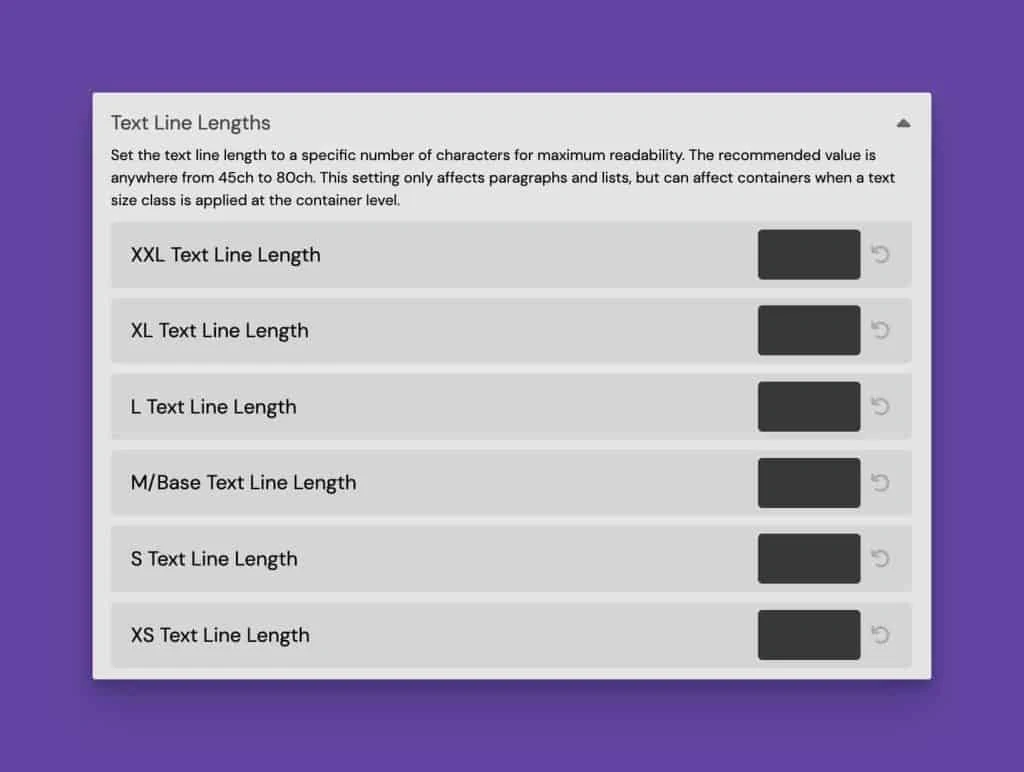 Text Line Lengths
Set the text line length to a specific number of characters for maximum readability. The recommended value is
anywhere from 45ch to 80ch. This setting only affects paragraphs and lists, but can affect containers when a text
size class is applied at the container level.
XXL Text Line Length
XL Text Line Length
L Text Line Length
M/Base Text Line Length
S Text Line Length
XS Text Line Length